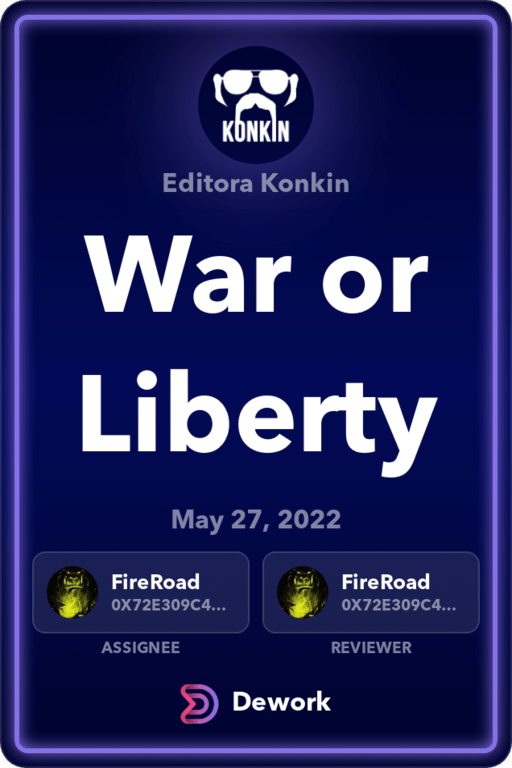 KONKIN
Editora Konkin
War or
Liberty
May 27, 2022
FireRoad
0X72E309C4...
ASSIGNEE
FireRoad
0X72E309C4...
REVIEWER
Dework